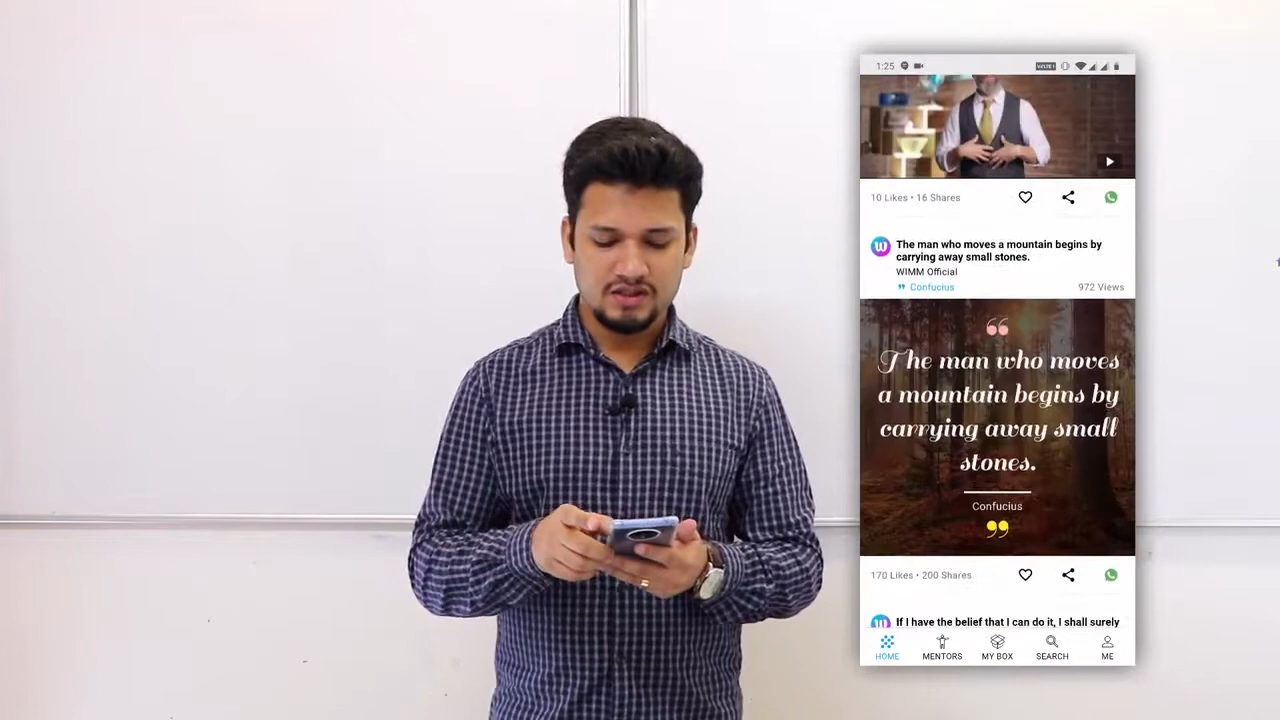 1:25
10 Likes • 16 Shares
The man who moves a mountain begins by
carrying away small stones.
WIMM Official
Confucius
972 Views
The man who moves
a mountain begins by
carrying away small
stones.
Confucius
170 Likes • 200 Shares
If I have the belief that I can do it, I shall surely
HOME
MENTORS
MY BOX
SEARCH
ME